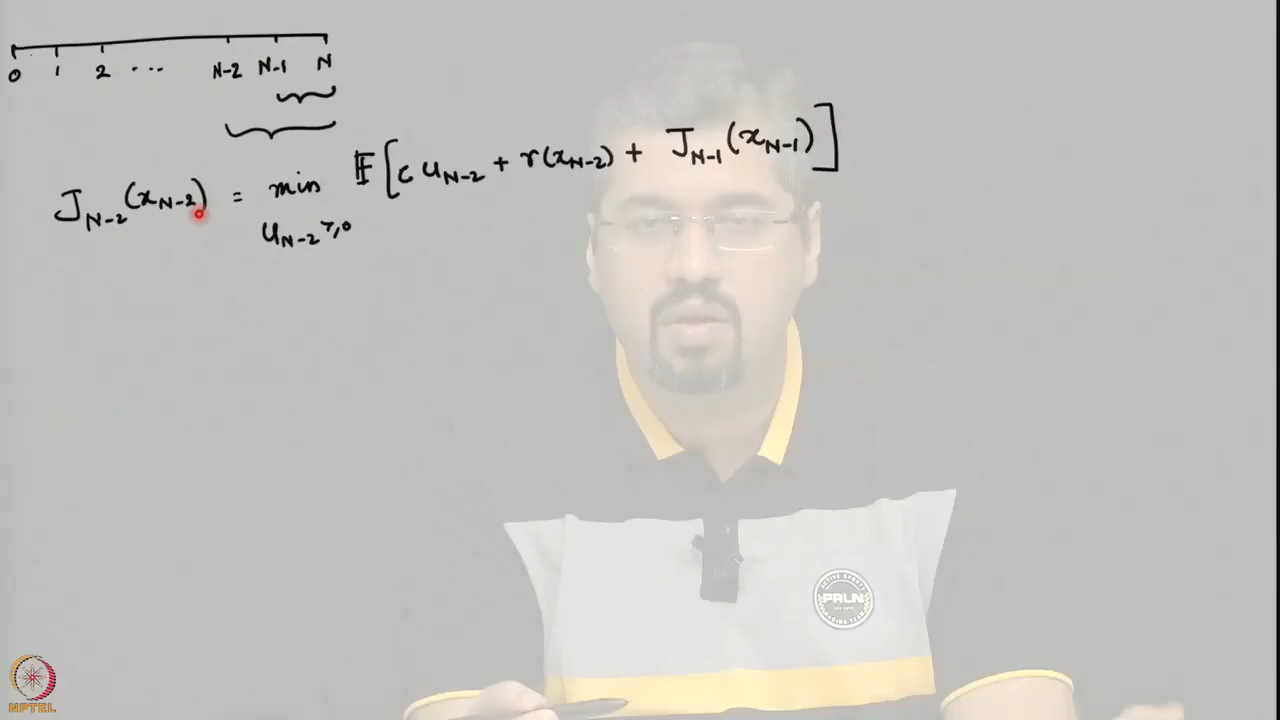 0 1 2 ... N-2 N-1 N
J_{N-2}(x_{N-2}) = min_{u_{N-2} ≥ 0} 𝔼[c u_{N-2} + r(x_{N-2}) + J_{N-1}(x_{N-1})]
PRLN
NPTEL